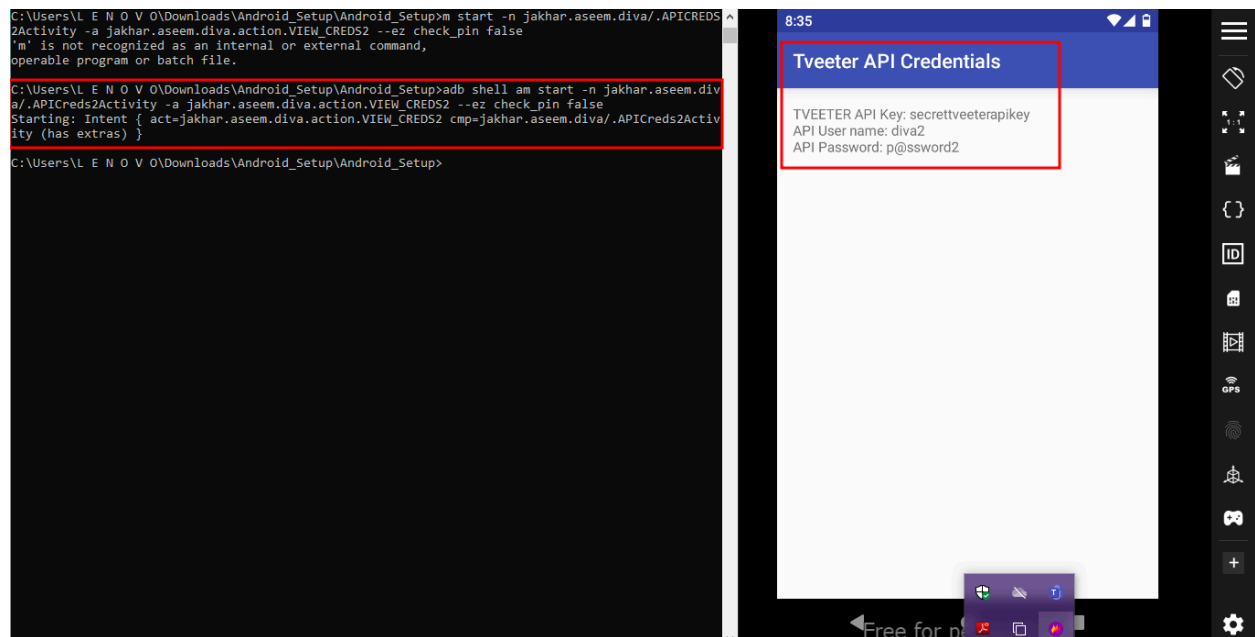 C:\Users\L E N O V O\Downloads\Android_Setup\Android_Setup>m start -n jakhar.aseem.diva/.APICREDS
2Activity -a jakhar.aseem.diva.action.VIEW_CREDS2 --ez check_pin false
'm' is not recognized as an internal or external command,
operable program or batch file.
C:\Users\L E N O V O\Downloads\Android_Setup\Android_Setup>adb shell am start -n jakhar.aseem.div
a/.APICreds2Activity -a jakhar.aseem.diva.action.VIEW_CREDS2 --ez check_pin false
Starting: Intent { act=jakhar.aseem.diva.action.VIEW_CREDS2 cmp=jakhar.aseem.diva/.APICreds2Activ
ity (has extras) }
C:\Users\L E N O V O\Downloads\Android_Setup\Android_Setup>
8:35
Tveeter API Credentials
TVEETER API Key: secrettveeterapikey
API User name: diva2
API Password: p@ssword2
1:1
ID
GPS
Free for